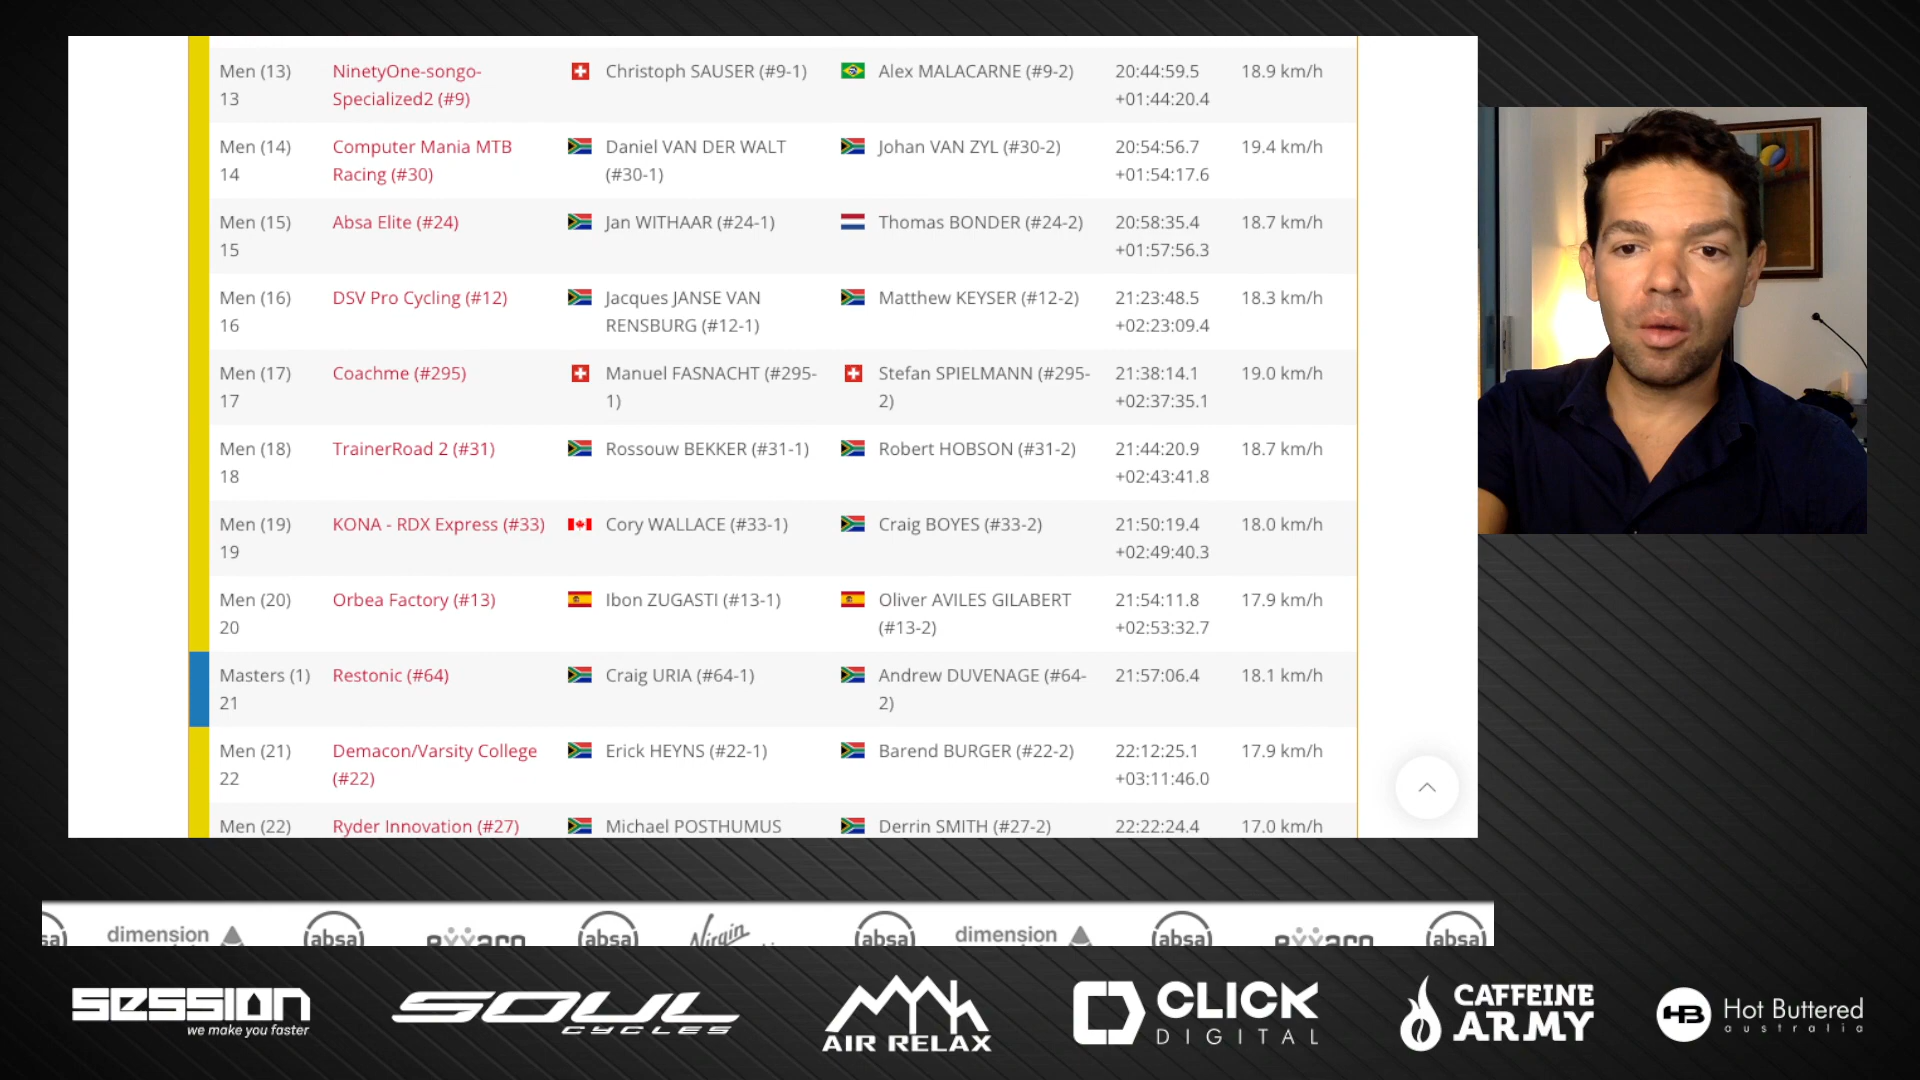 Men (13) NinetyOne-songo- Christoph SAUSER (#9-1) Alex MALACARNE (#9-2) 20:44:59.5 18.9 km/h
13 Specialized2 (#9) +01:44:20.4
Men (14) Computer Mania MTB Daniel VAN DER WALT Johan VAN ZYL (#30-2) 20:54:56.7 19.4 km/h
14 Racing (#30) (#30-1) +01:54:17.6
Men (15) Absa Elite (#24) Jan WITHAAR (#24-1) Thomas BONDER (#24-2) 20:58:35.4 18.7 km/h
15 +01:57:56.3
Men (16) DSV Pro Cycling (#12) Jacques JANSE VAN Matthew KEYSER (#12-2) 21:23:48.5 18.3 km/h
16 RENSBURG (#12-1) +02:23:09.4
Men (17) Coachme (#295) Manuel FASNACHT (#295- Stefan SPIELMANN (#295- 21:38:14.1 19.0 km/h
17 1) 2) +02:37:35.1
Men (18) TrainerRoad 2 (#31) Rossouw BEKKER (#31-1) Robert HOBSON (#31-2) 21:44:20.9 18.7 km/h
18 +02:43:41.8
Men (19) KONA - RDX Express (#33) Cory WALLACE (#33-1) Craig BOYES (#33-2) 21:50:19.4 18.0 km/h
19 +02:49:40.3
Men (20) Orbea Factory (#13) Ibon ZUGASTI (#13-1) Oliver AVILES GILABERT 21:54:11.8 17.9 km/h
20 (#13-2) +02:53:32.7
Masters (1) Restonic (#64) Craig URIA (#64-1) Andrew DUVENAGE (#64- 21:57:06.4 18.1 km/h
21 2)
Men (21) Demacon/Varsity College Erick HEYNS (#22-1) Barend BURGER (#22-2) 22:12:25.1 17.9 km/h
22 (#22) +03:11:46.0
Men (22) Ryder Innovation (#27) Michael POSTHUMUS Derrin SMITH (#27-2) 22:22:24.4 17.0 km/h
dimension absa absa Virgin absa dimension absa absa
SESSION SOUL AIR RELAX CLICK CAFFEINE HB Hot Buttered
we make you faster CYCLES DIGITAL ARMY australia